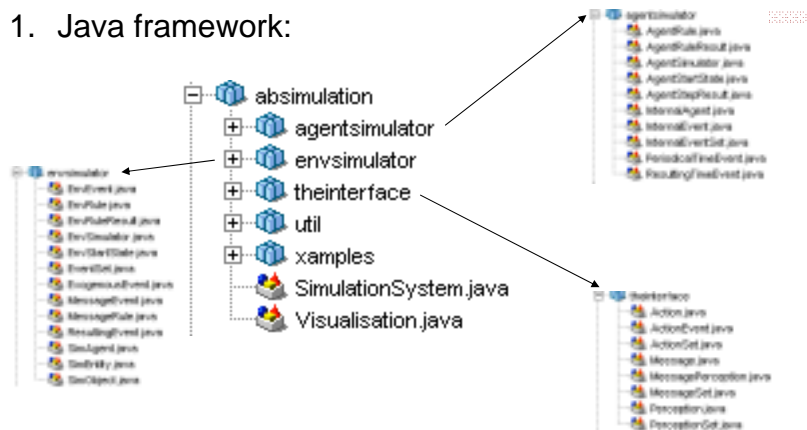 1. Java framework:
absimulation
agentsimulator
envsimulator
theinterface
util
xamples
SimulationSystem.java
Visualisation.java
envsimulator
EnvEvent.java
EnvRule.java
EnvRuleResult.java
EnvSimulator.java
EnvStartState.java
EventSet.java
ExogenousEvent.java
MessageEvent.java
MessageRule.java
ResultingEvent.java
SimAgent.java
SimEntity.java
SimObject.java
agentsimulator
AgentRule.java
AgentRuleResult.java
AgentSimulator.java
AgentStartState.java
AgentStepResult.java
InternalAgent.java
InternalEvent.java
InternalEventSet.java
PeriodicalTimeEvent.java
ResultingTimeEvent.java
theinterface
Action.java
ActionEvent.java
ActionSet.java
Message.java
MessagePerception.java
MessageSet.java
Perception.java
PerceptionSet.java